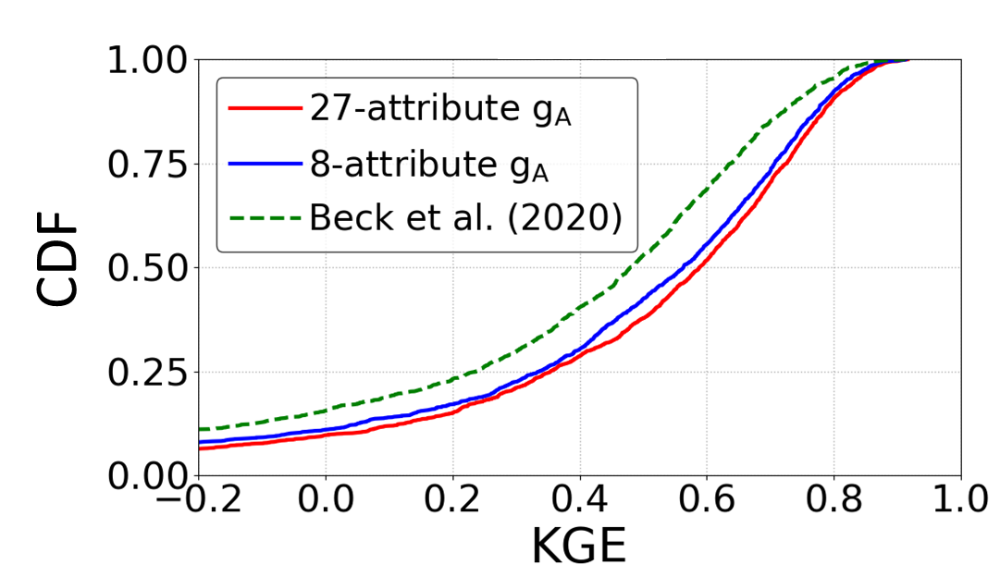 1.00
0.75
0.50
0.25
0.00
CDF
27-attribute gA
8-attribute gA
Beck et al. (2020)
−0.2 0.0 0.2 0.4 0.6 0.8 1.0
KGE